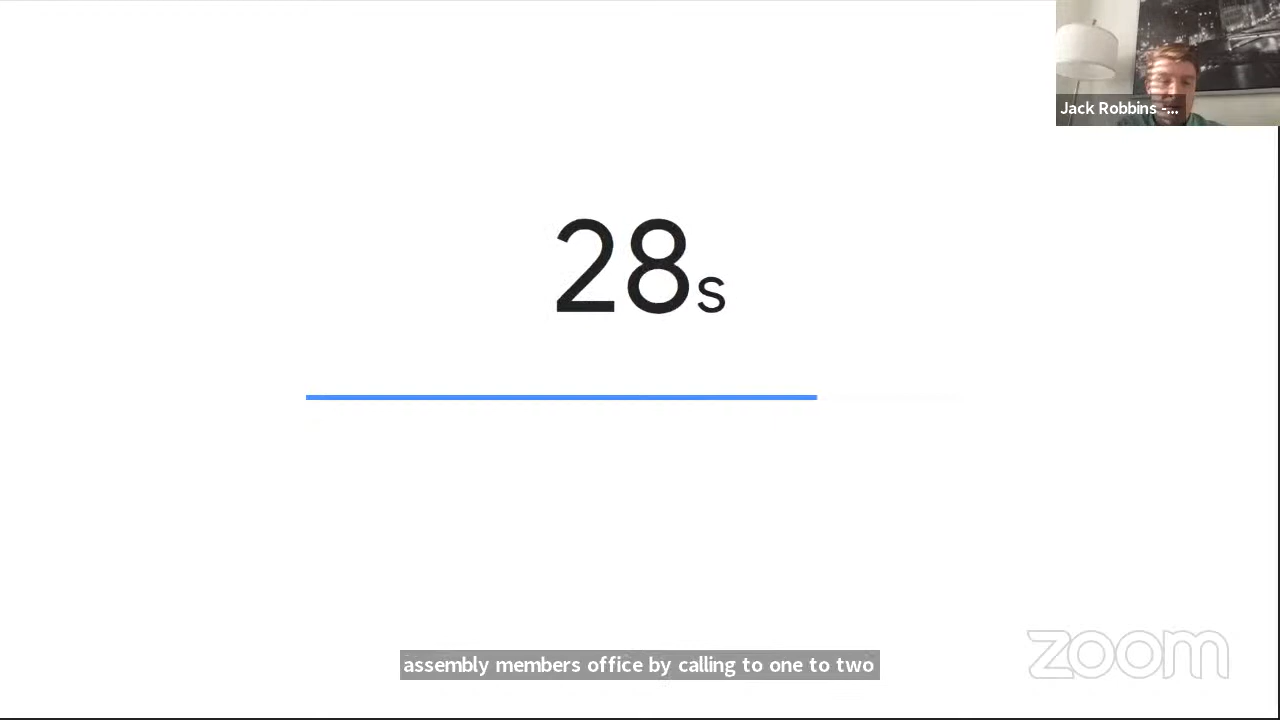 Jack Robbins -...
28s
assembly members office by calling to one to two
zoom